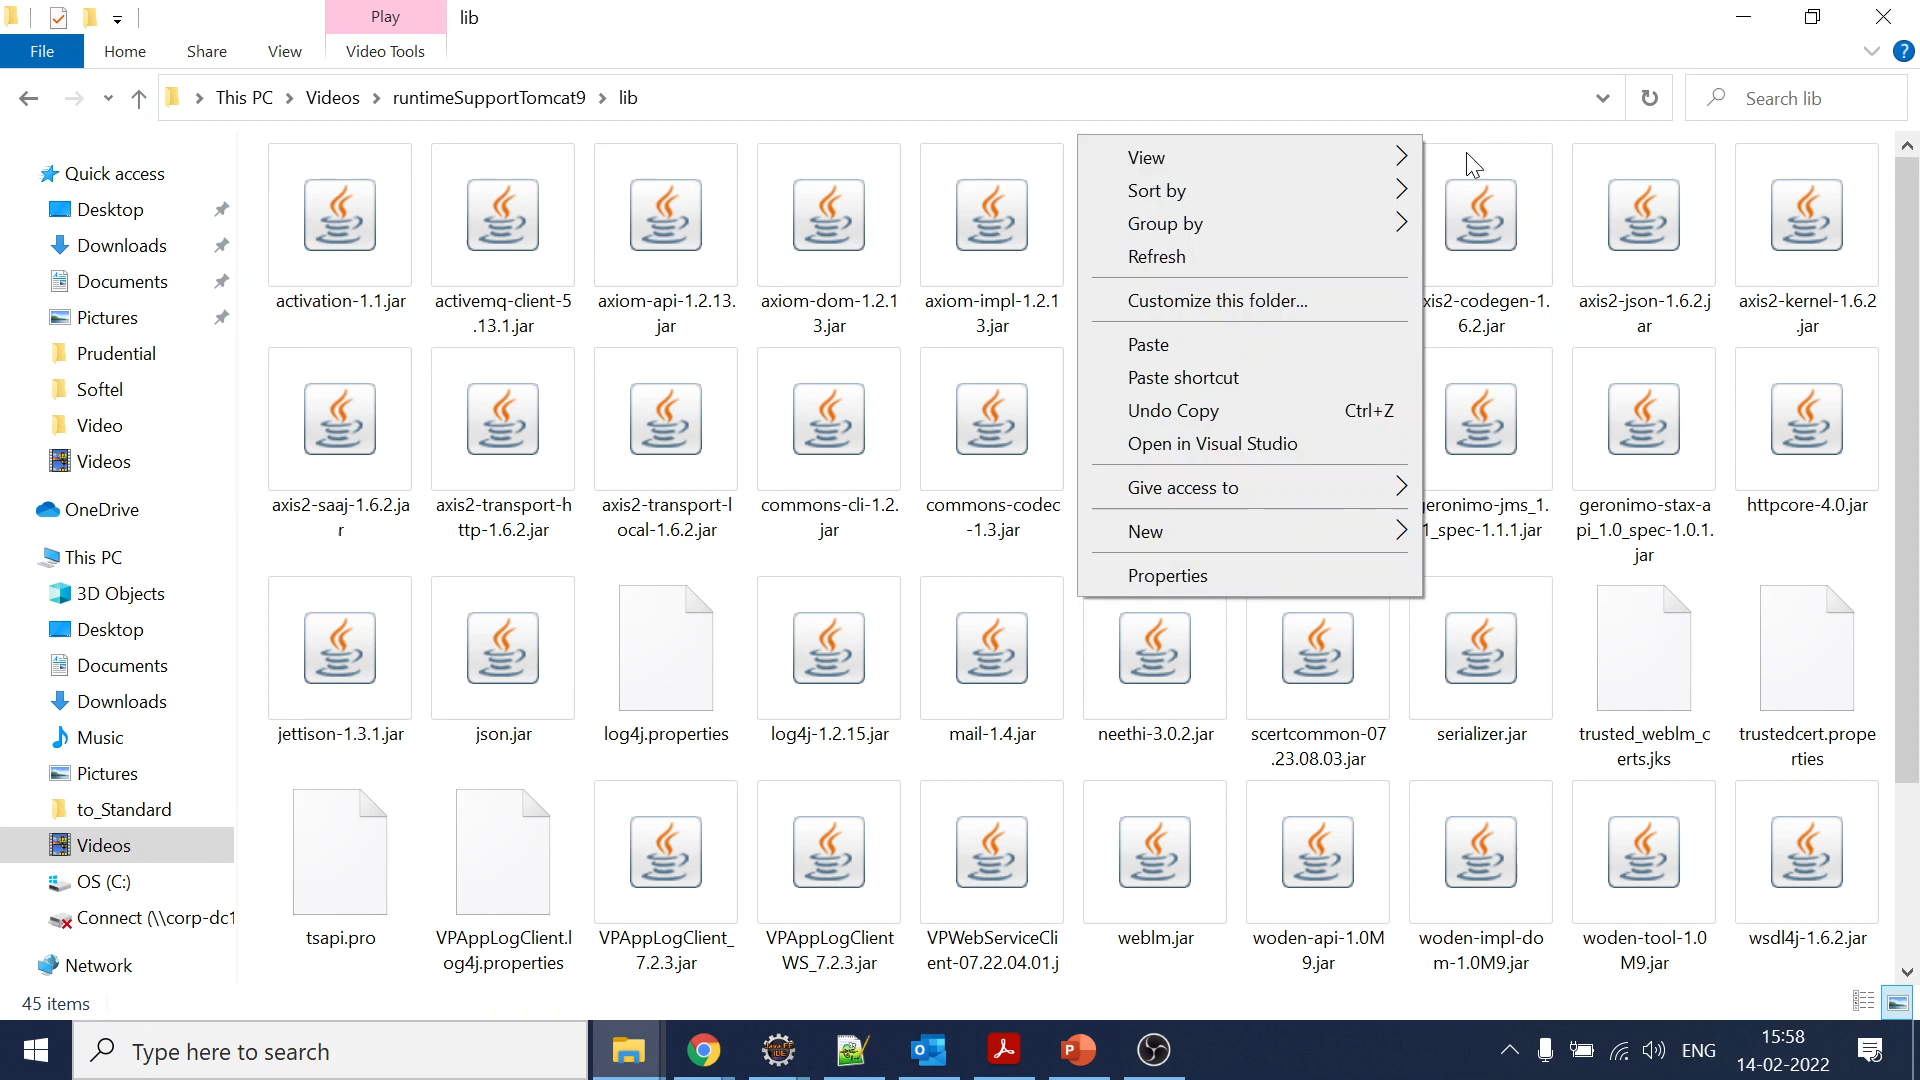 Play
lib
File
Home
Share
View
Video Tools
This PC
Videos
runtimeSupportTomcat9
lib
Search lib
Quick access
Desktop
Downloads
Documents
Pictures
Prudential
Softel
Video
Videos
OneDrive
This PC
3D Objects
Desktop
Documents
Downloads
Music
Pictures
to_Standard
Videos
OS (C:)
Connect (\\corp-dc1
Network
activation-1.1.jar
activemq-client-5
.13.1.jar
axiom-api-1.2.13.
jar
axiom-dom-1.2.1
3.jar
axiom-impl-1.2.1
3.jar
xis2-codegen-1.
6.2.jar
axis2-json-1.6.2.j
ar
axis2-kernel-1.6.2
.jar
axis2-saaj-1.6.2.ja
r
axis2-transport-h
ttp-1.6.2.jar
axis2-transport-l
ocal-1.6.2.jar
commons-cli-1.2.
jar
commons-codec
-1.3.jar
geronimo-jms_1.
1_spec-1.1.1.jar
geronimo-stax-a
pi_1.0_spec-1.0.1.
jar
httpcore-4.0.jar
View
Sort by
Group by
Refresh
Customize this folder...
Paste
Paste shortcut
Undo Copy Ctrl+Z
Open in Visual Studio
Give access to
New
Properties
jettison-1.3.1.jar
json.jar
log4j.properties
log4j-1.2.15.jar
mail-1.4.jar
neethi-3.0.2.jar
scertcommon-07
.23.08.03.jar
serializer.jar
trusted_weblm_c
erts.jks
trustedcert.prope
rties
tsapi.pro
VPAppLogClient.l
og4j.properties
VPAppLogClient_
7.2.3.jar
VPAppLogClient
WS_7.2.3.jar
VPWebServiceCli
ent-07.22.04.01.j
weblm.jar
woden-api-1.0M
9.jar
woden-impl-do
m-1.0M9.jar
woden-tool-1.0
M9.jar
wsdl4j-1.6.2.jar
45 items
Type here to search
ENG
15:58
14-02-2022